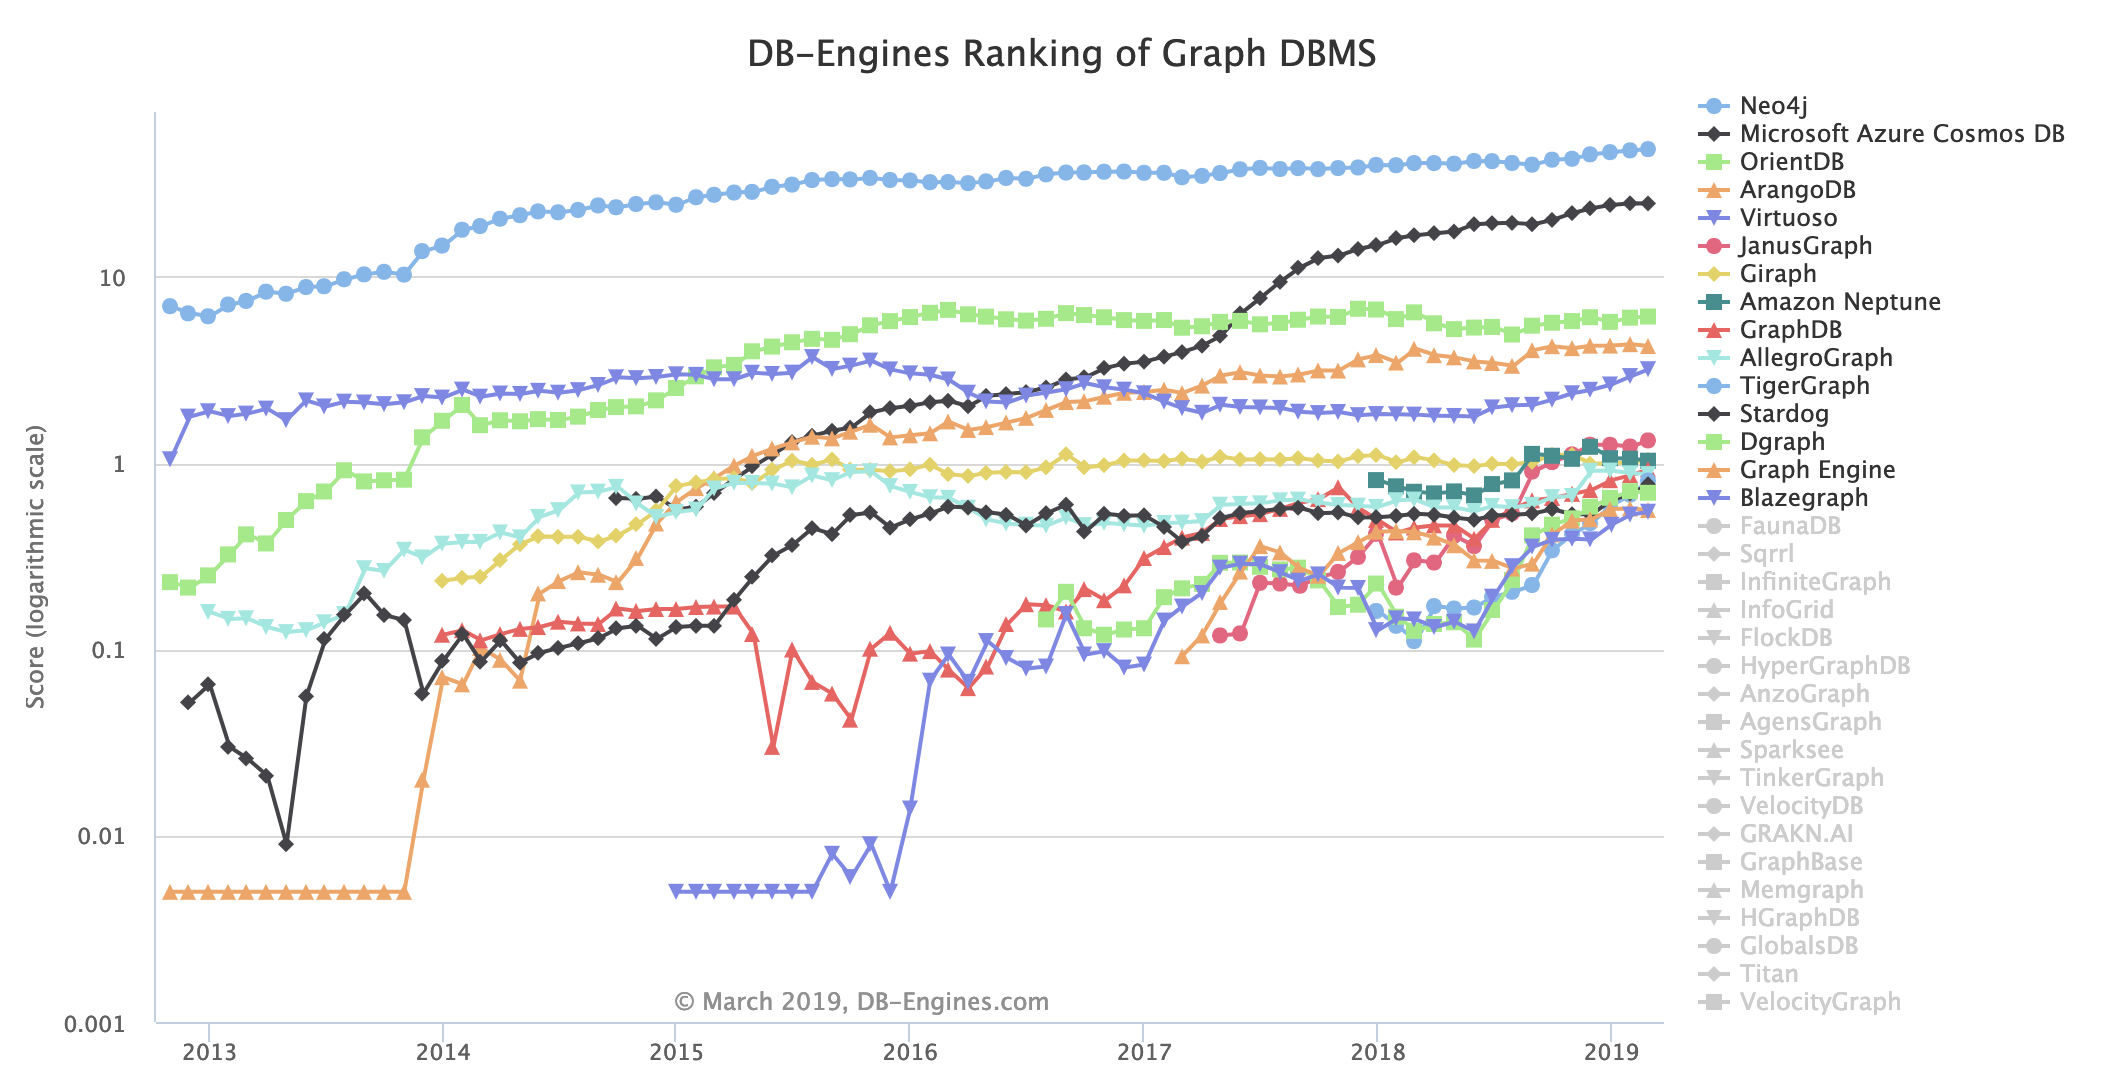 DB-Engines Ranking of Graph DBMS
Score (logarithmic scale)
10
1
0.1
0.01
0.001
2013
2014
2015
2016
2017
2018
2019
© March 2019, DB-Engines.com
Neo4j
Microsoft Azure Cosmos DB
OrientDB
ArangoDB
Virtuoso
JanusGraph
Giraph
Amazon Neptune
GraphDB
AllegroGraph
TigerGraph
Stardog
Dgraph
Graph Engine
Blazegraph
FaunaDB
Sqrrl
InfiniteGraph
InfoGrid
FlockDB
HyperGraphDB
AnzoGraph
AgensGraph
Sparksee
TinkerGraph
VelocityDB
GRAKN.AI
GraphBase
Memgraph
HGraphDB
GlobalsDB
Titan
VelocityGraph